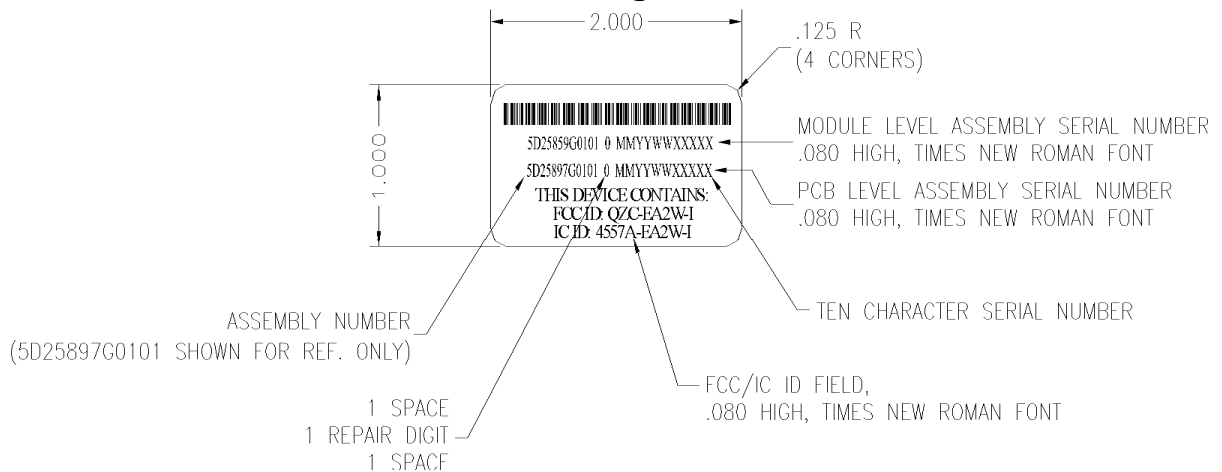 2.000
.125 R
(4 CORNERS)
1.000
5D25859G0101 0 MMYYWWXXXXX
MODULE LEVEL ASSEMBLY SERIAL NUMBER
.080 HIGH, TIMES NEW ROMAN FONT
5D25897G0101 0 MMYYWWXXXXX
PCB LEVEL ASSEMBLY SERIAL NUMBER
.080 HIGH, TIMES NEW ROMAN FONT
THIS DEVICE CONTAINS:
FCC ID: QZC-EA2W-I
IC ID: 4557A-EA2W-I
TEN CHARACTER SERIAL NUMBER
ASSEMBLY NUMBER
(5D25897G0101 SHOWN FOR REF. ONLY)
FCC/IC ID FIELD,
.080 HIGH, TIMES NEW ROMAN FONT
1 SPACE
1 REPAIR DIGIT
1 SPACE